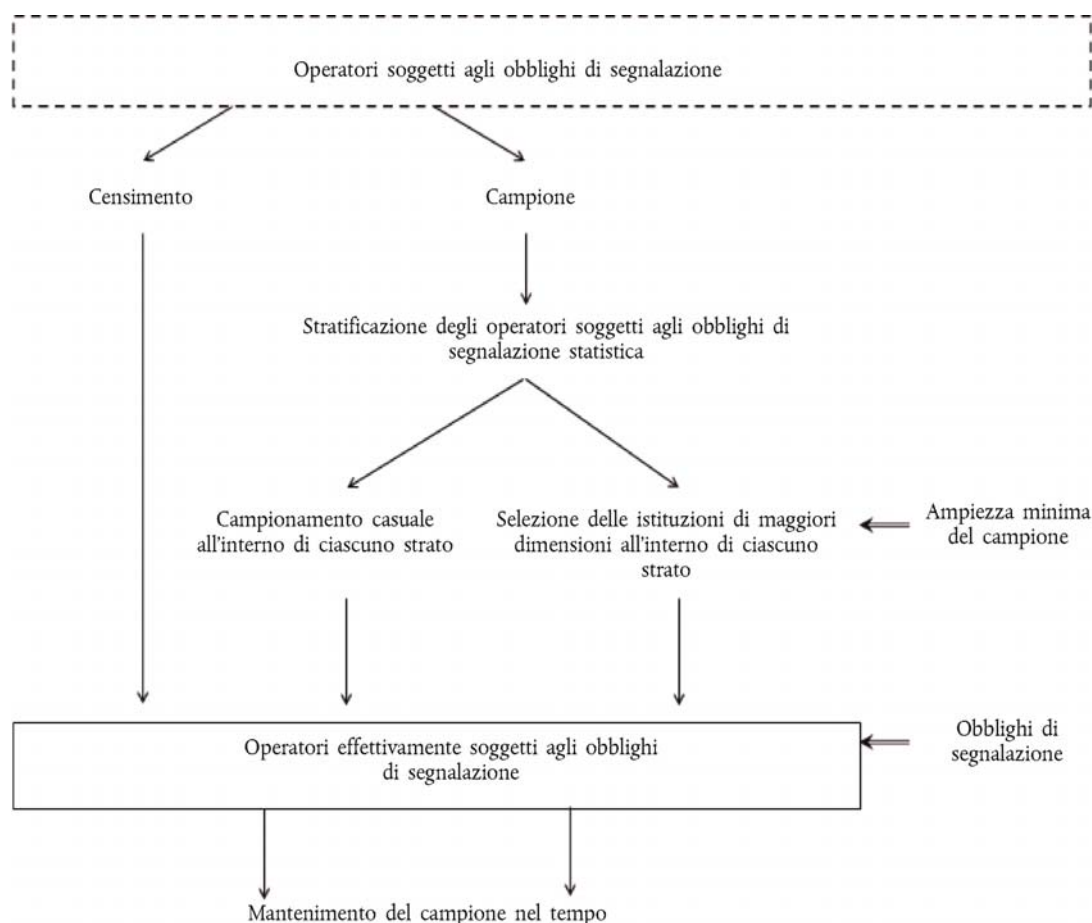 Operatori soggetti agli obblighi di segnalazione
Censimento
Campione
Stratificazione degli operatori soggetti agli obblighi di
segnalazione statistica
Campionamento casuale
all'interno di ciascuno strato
Selezione delle istituzioni di maggiori
dimensioni all'interno di ciascuno
strato
Ampiezza minima
del campione
Operatori effettivamente soggetti agli obblighi
di segnalazione
Obblighi di
segnalazione
Mantenimento del campione nel tempo